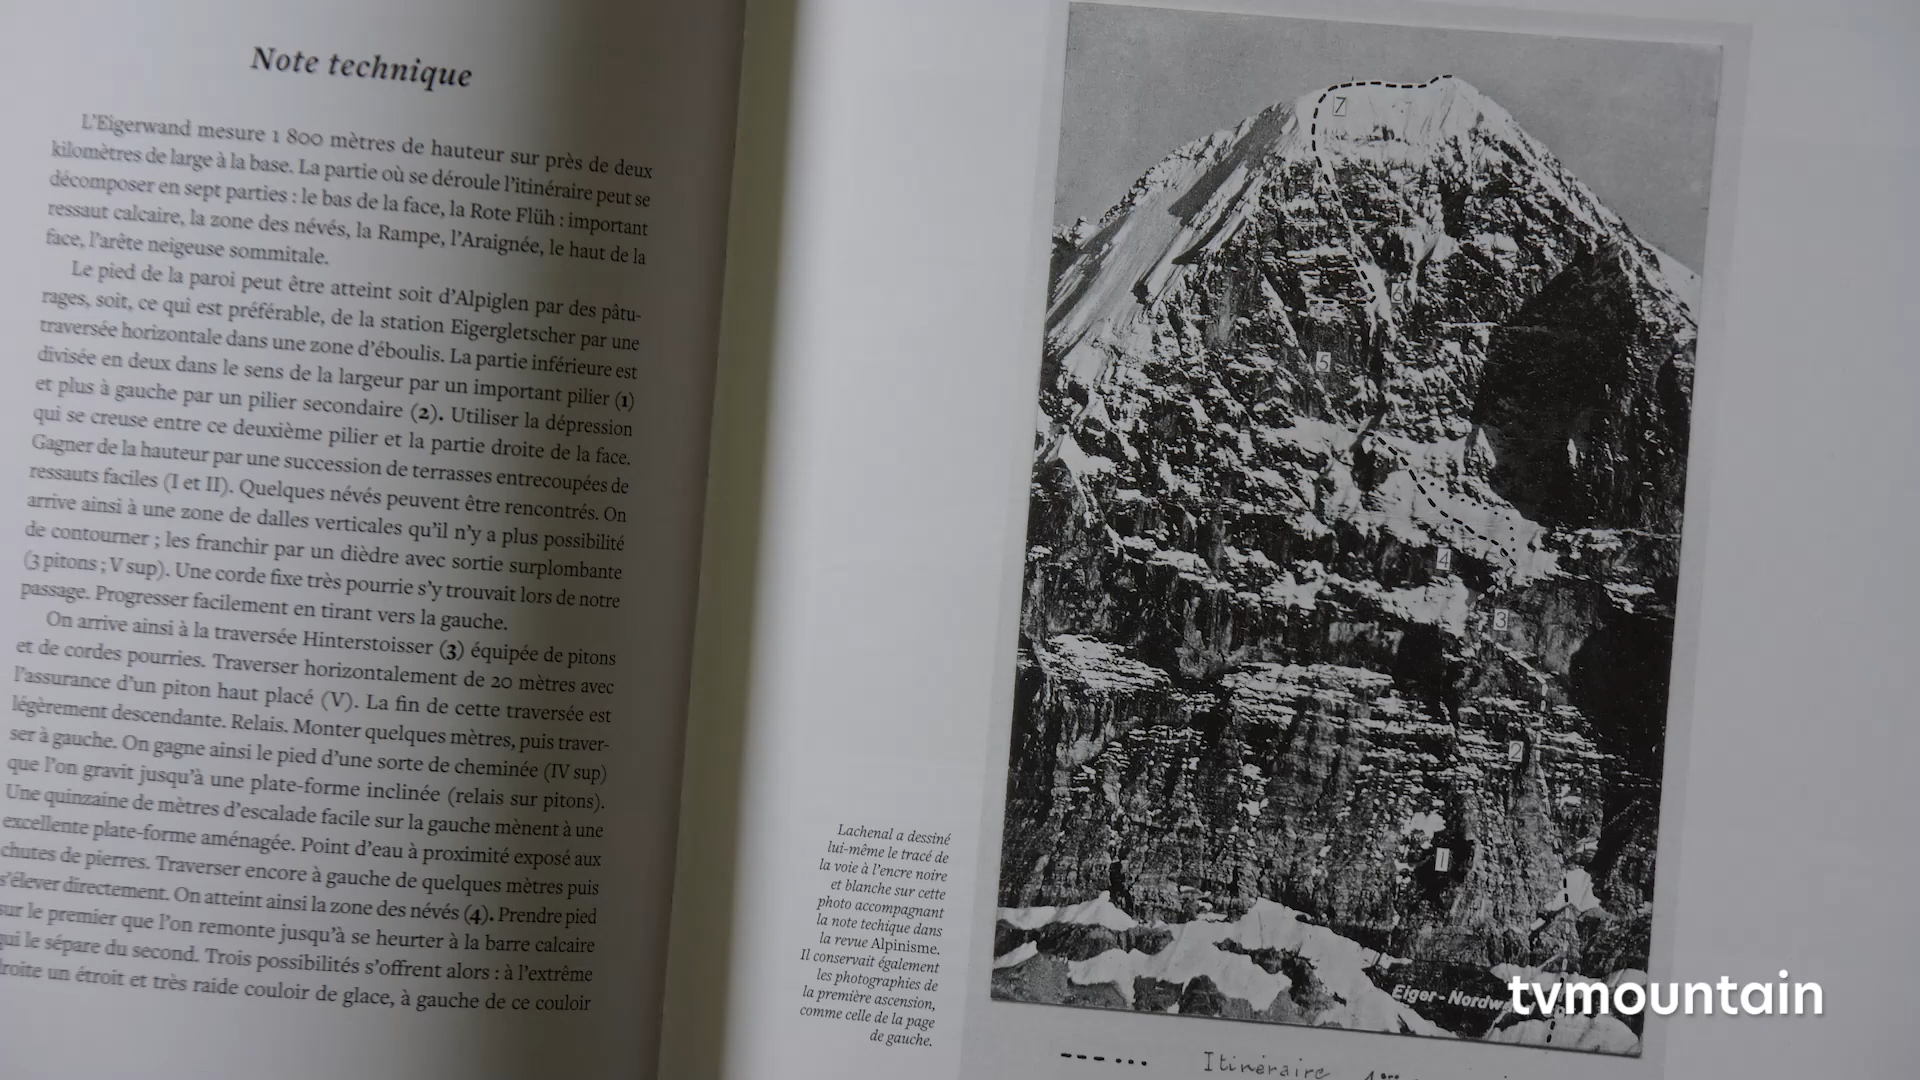 Note technique
L'Eigerwand mesure 1 800 mètres de hauteur sur près de deux
kilomètres de large à la base. La partie où se déroule l'itinéraire peut se
décomposer en sept parties : le bas de la face, la Rote Flüh : important
ressaut calcaire, la zone des névés, la Rampe, l'Araignée, le haut de la
face, l'arête neigeuse sommitale.
Le pied de la paroi peut être atteint soit d'Alpiglen par des pâtu-
rages, soit, ce qui est préférable, de la station Eigergletscher par une
traversée horizontale dans une zone d'éboulis. La partie inférieure est
divisée en deux dans le sens de la largeur par un important pilier (1)
et plus à gauche par un pilier secondaire (2). Utiliser la dépression
qui se creuse entre ce deuxième pilier et la partie droite de la face.
Gagner de la hauteur par une succession de terrasses entrecoupées de
ressauts faciles (I et II). Quelques névés peuvent être rencontrés. On
arrive ainsi à une zone de dalles verticales qu'il n'y a plus possibilité
de contourner ; les franchir par un dièdre avec sortie surplombante
(3 pitons ; V sup). Une corde fixe très pourrie s'y trouvait lors de notre
passage. Progresser facilement en tirant vers la gauche.
On arrive ainsi à la traversée Hinterstoisser (3) équipée de pitons
et de cordes pourries. Traverser horizontalement de 20 mètres avec
l'assurance d'un piton haut placé (V). La fin de cette traversée est
légèrement descendante. Relais. Monter quelques mètres, puis traver-
ser à gauche. On gagne ainsi le pied d'une sorte de cheminée (IV sup)
que l'on gravit jusqu'à une plate-forme inclinée (relais sur pitons).
Une quinzaine de mètres d'escalade facile sur la gauche mènent à une
excellente plate-forme aménagée. Point d'eau à proximité exposé aux
chutes de pierres. Traverser encore à gauche de quelques mètres puis
s'élever directement. On atteint ainsi la zone des névés (4). Prendre pied
sur le premier que l'on remonte jusqu'à se heurter à la barre calcaire
qui le sépare du second. Trois possibilités s'offrent alors : à l'extrême
droite un étroit et très raide couloir de glace, à gauche de ce couloir
Lachenal a dessiné
lui-même le tracé de
la voie à l'encre noire
et blanche sur cette
photo accompagnant
la note techique dans
la revue Alpinisme.
Il conservait également
les photographies de
la première ascension,
comme celle de la page
de gauche.
7
6
5
4
3
2
1
Eiger-Nordw
tvmountain
Itinéraire